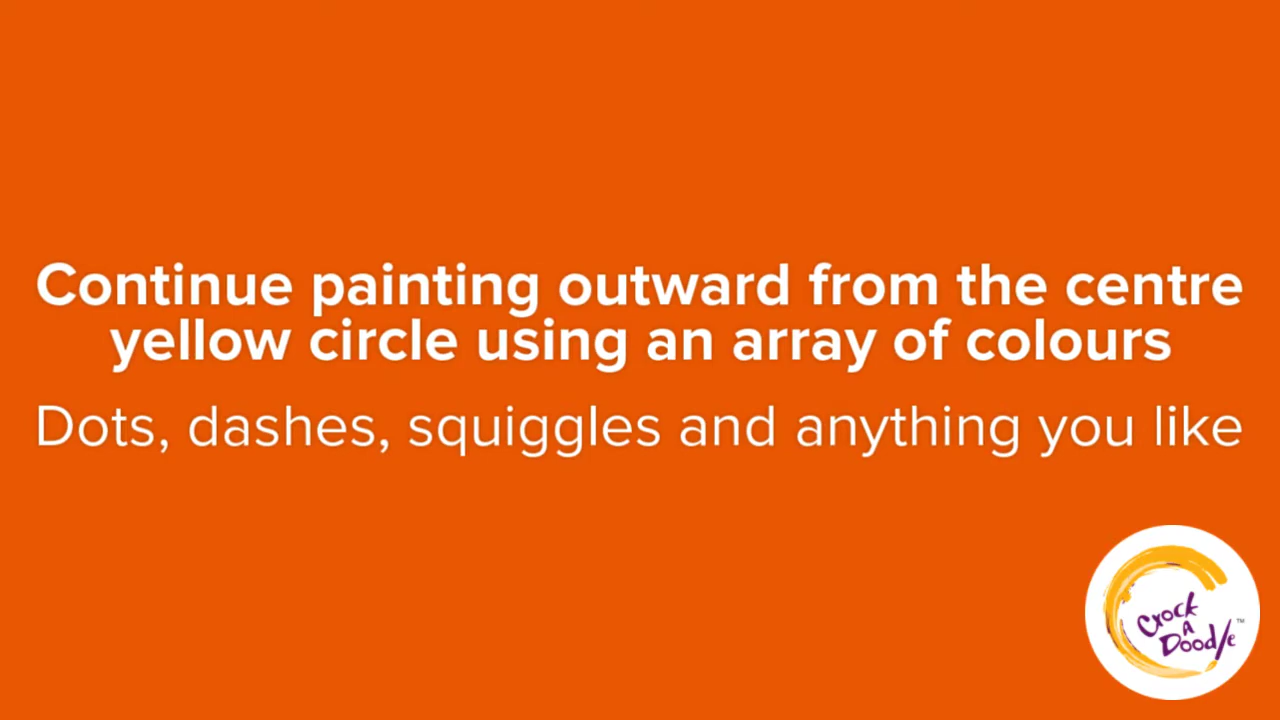 Continue painting outward from the centre
yellow circle using an array of colours
Dots, dashes, squiggles and anything you like
Crock
A
Doodle
TM